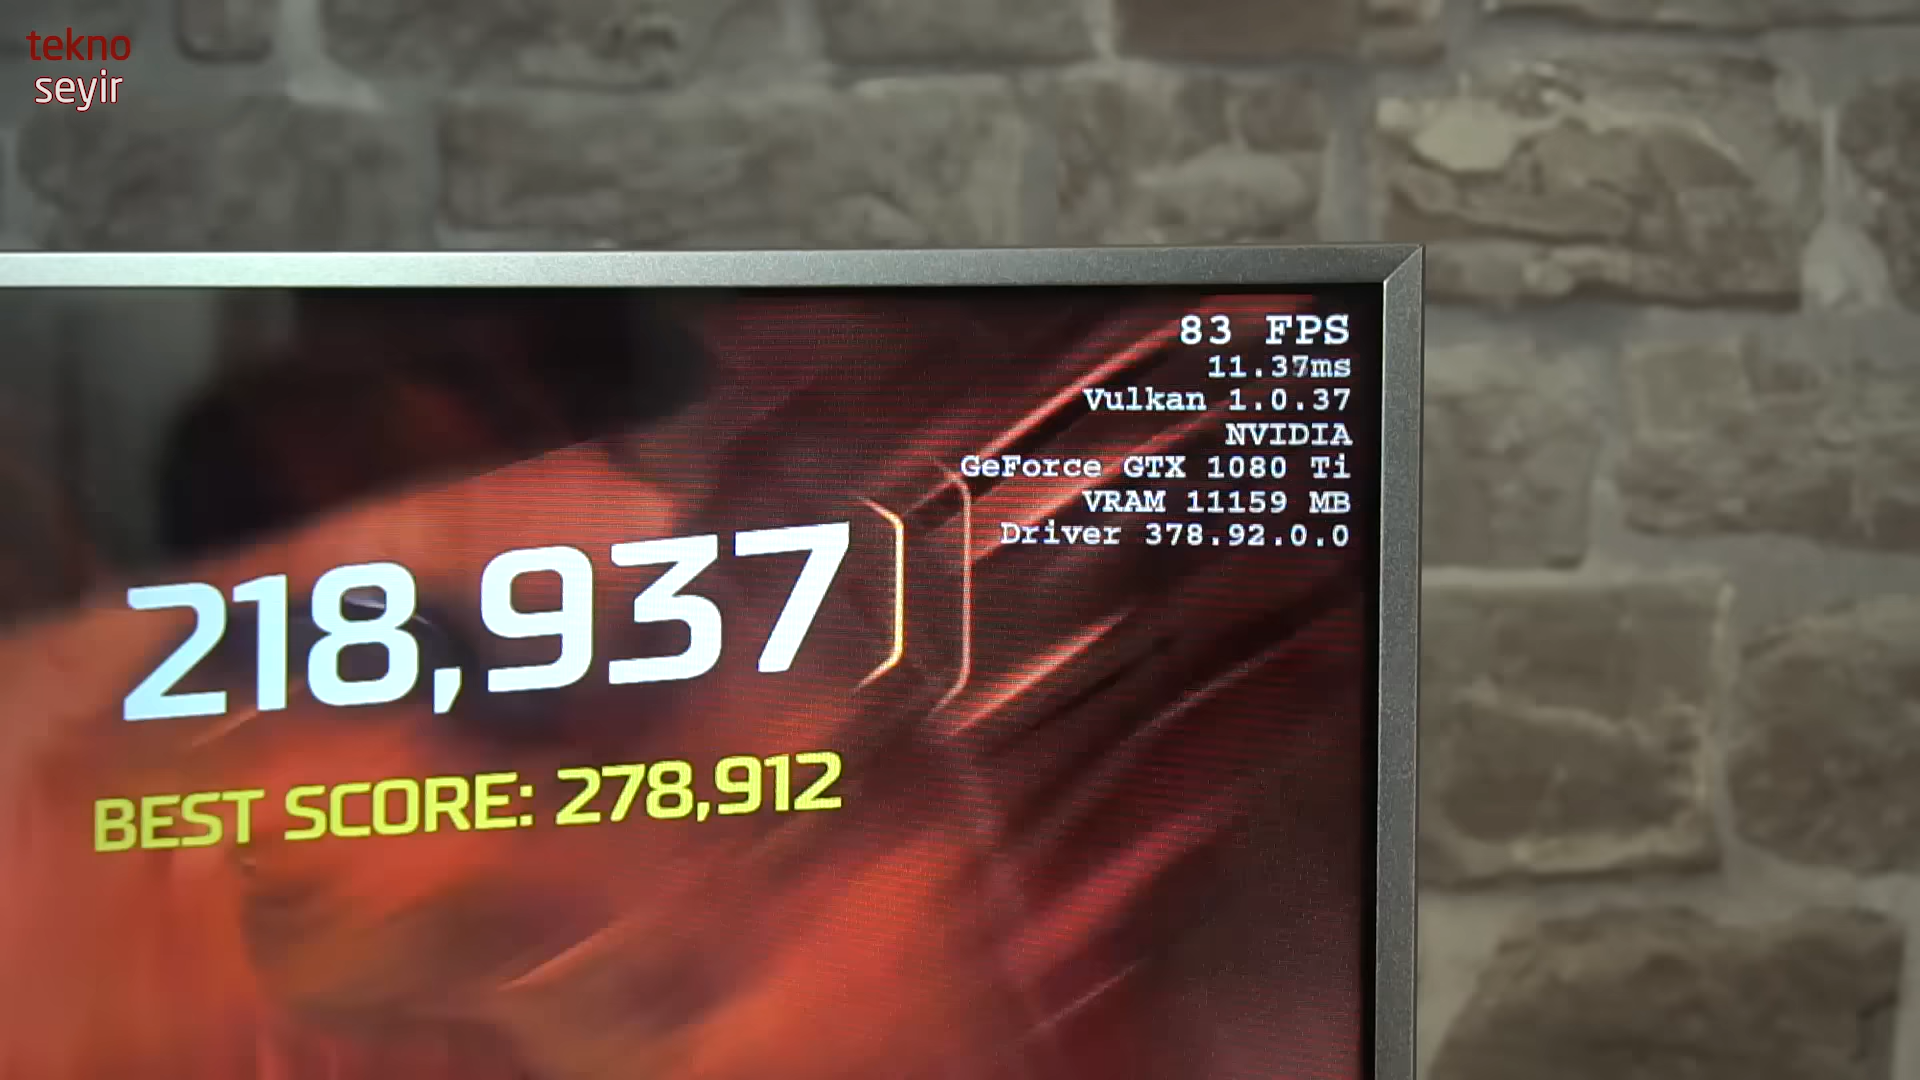 tekno
seyir
83 FPS
11.37ms
Vulkan 1.0.37
NVIDIA
GeForce GTX 1080 Ti
VRAM 11159 MB
Driver 378.92.0.0
218,937
BEST SCORE: 278,912